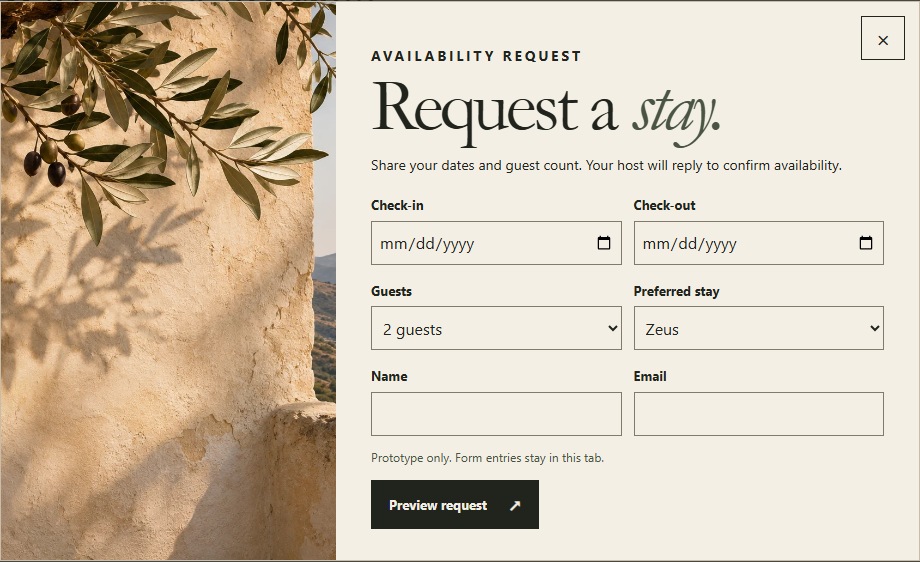 AVAILABILITY REQUEST
Request a stay.
Share your dates and guest count. Your host will reply to confirm availability.
Check-in Check-out
mm/dd/yyyy mm/dd/yyyy
Guests Preferred stay
2 guests Zeus
Name Email
Prototype only. Form entries stay in this tab.
Preview request ↗